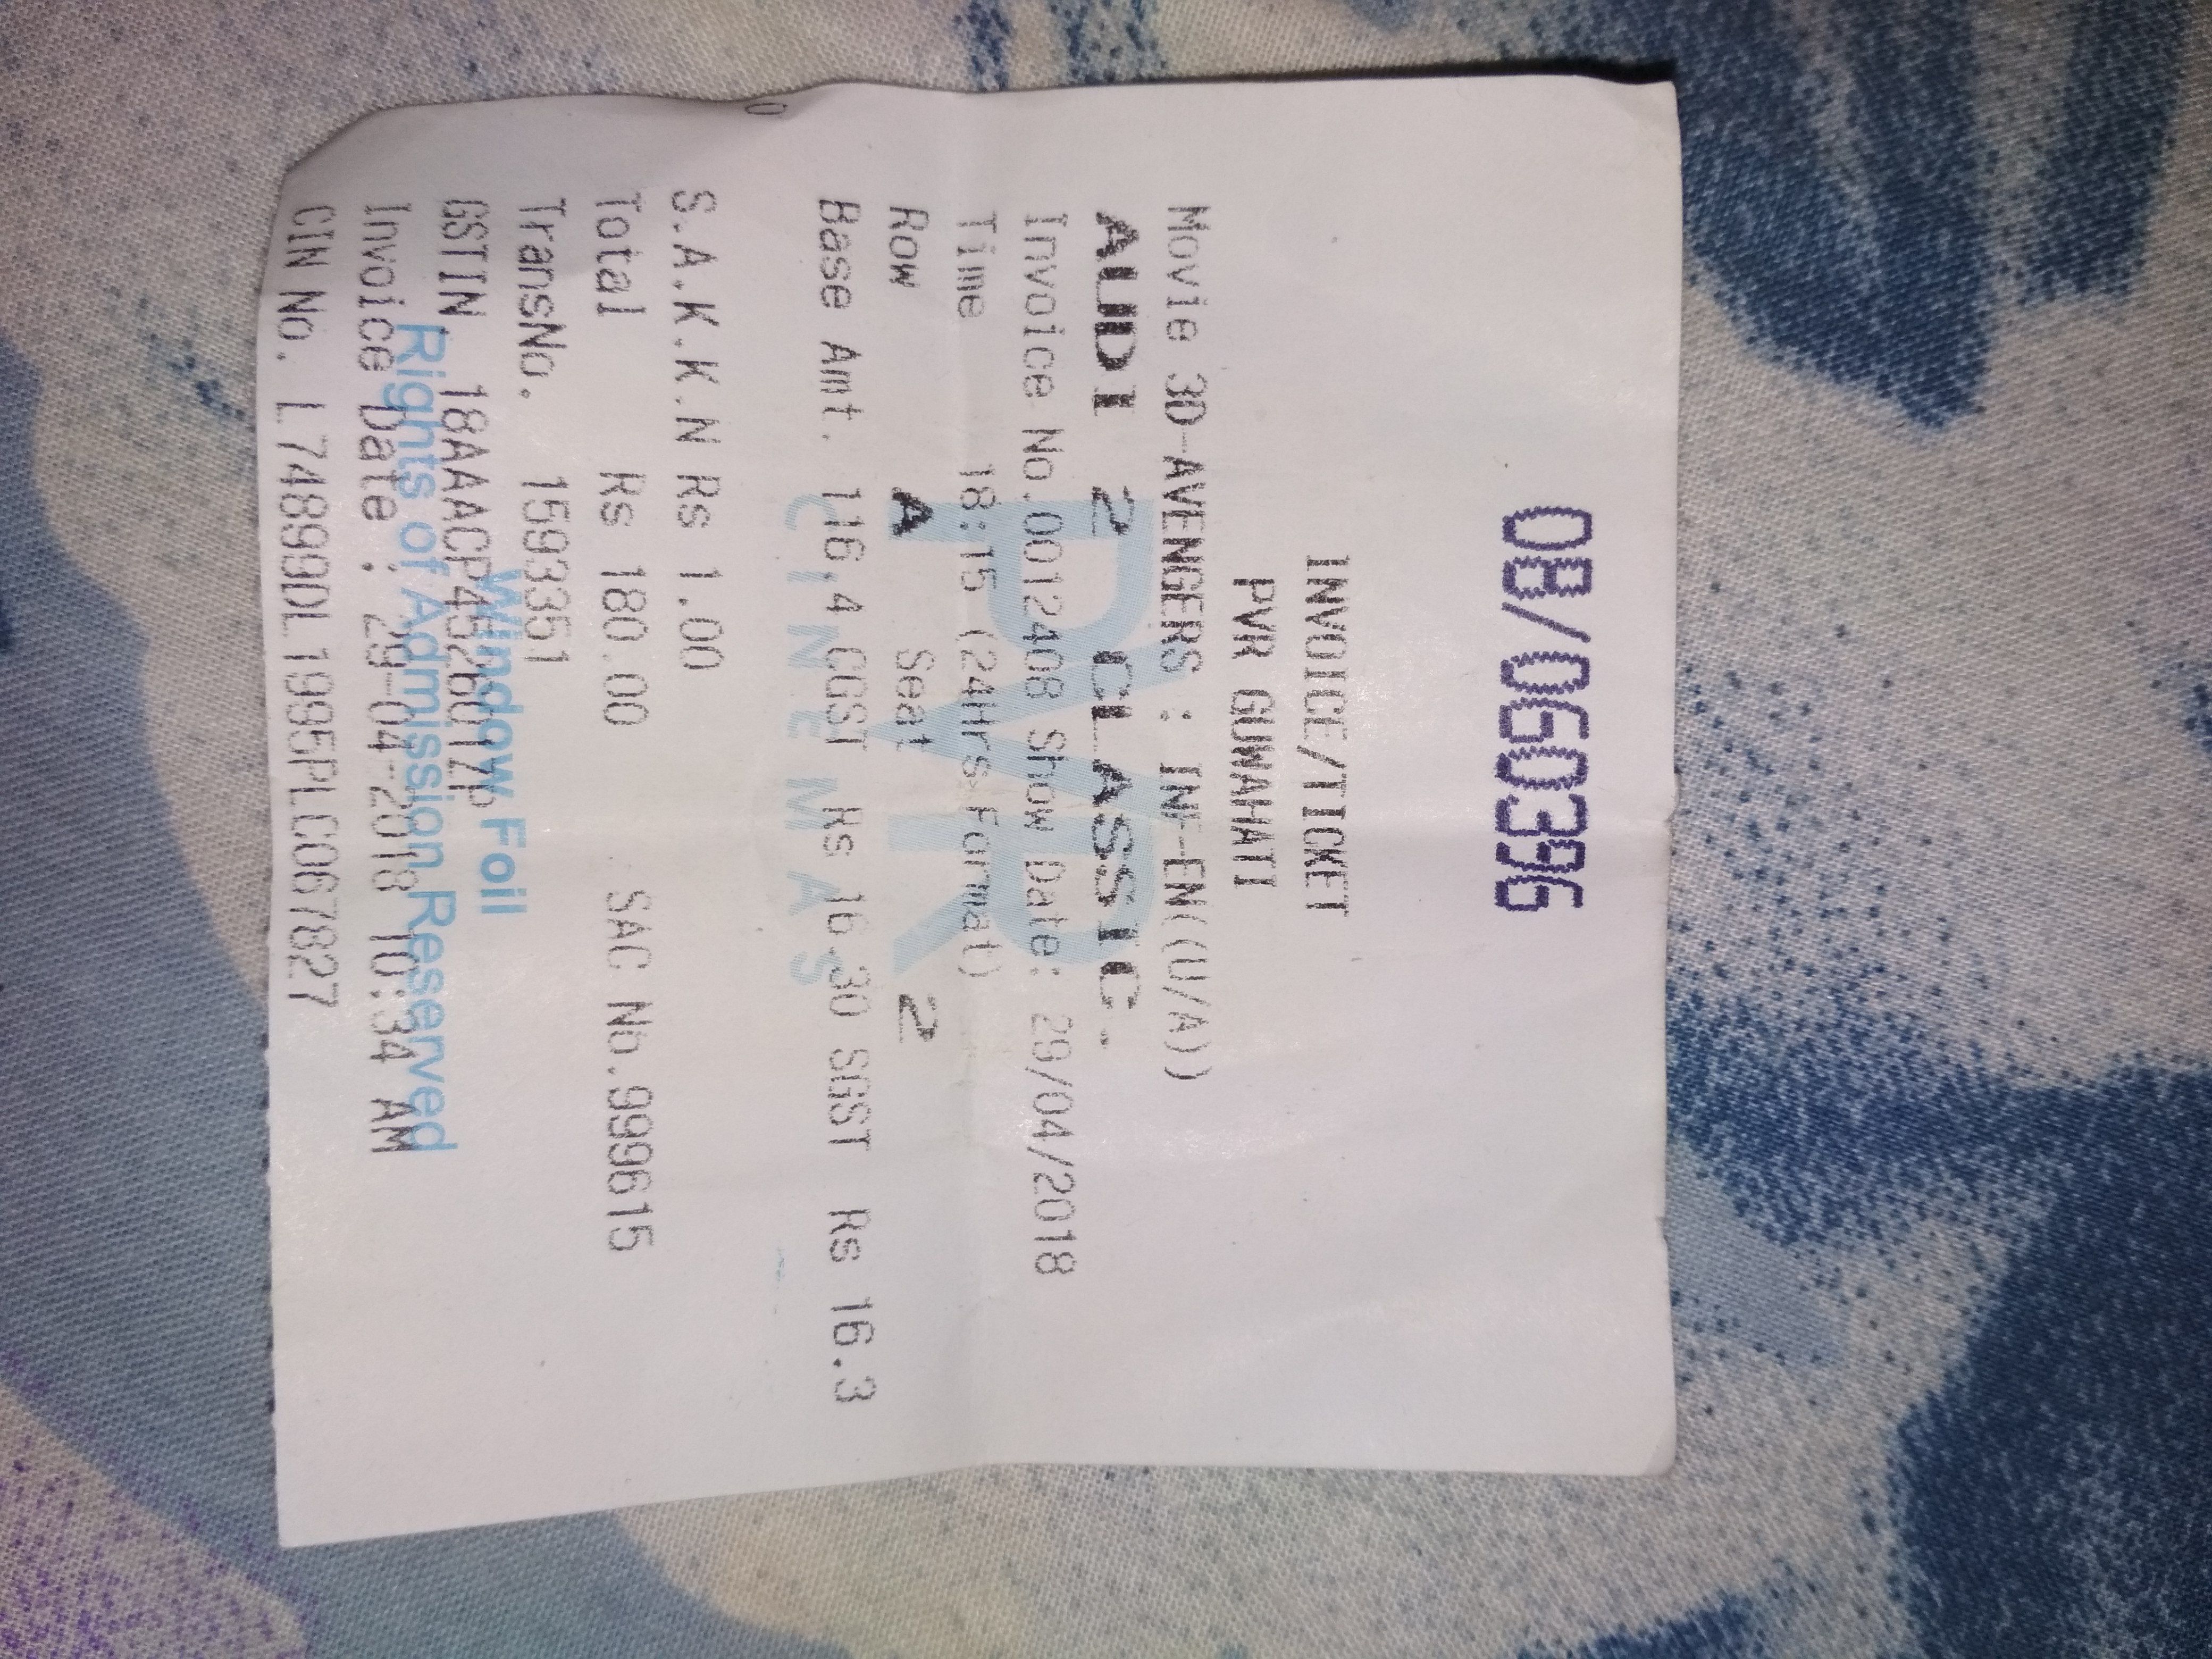 08/060396
INVOICE/TICKET
PVR GUWAHATI
Movie 3D-AVENGERS : INF-EN((U/A))
AUDI 2 CLASSIC.
Invoice No.0012408 Show Date: 29/04/2018
Time 18:15 (24Hrs Format)
Row A Seat 2
Base Amt. 116.4 CGST Rs 16.30 SGST Rs 16.3
0
S.A.K.K.N Rs 1.00
Total Rs 180.00 SAC No.999615
TransNo. 1593351
GSTIN 18AAACP4526Q1ZP
Invoice Date : 29-04-2018 10:34 AM
CIN No. L74899DL1995PLC067827
PVR
CINEMAS
Window Foil
Rights of Admission Reserved